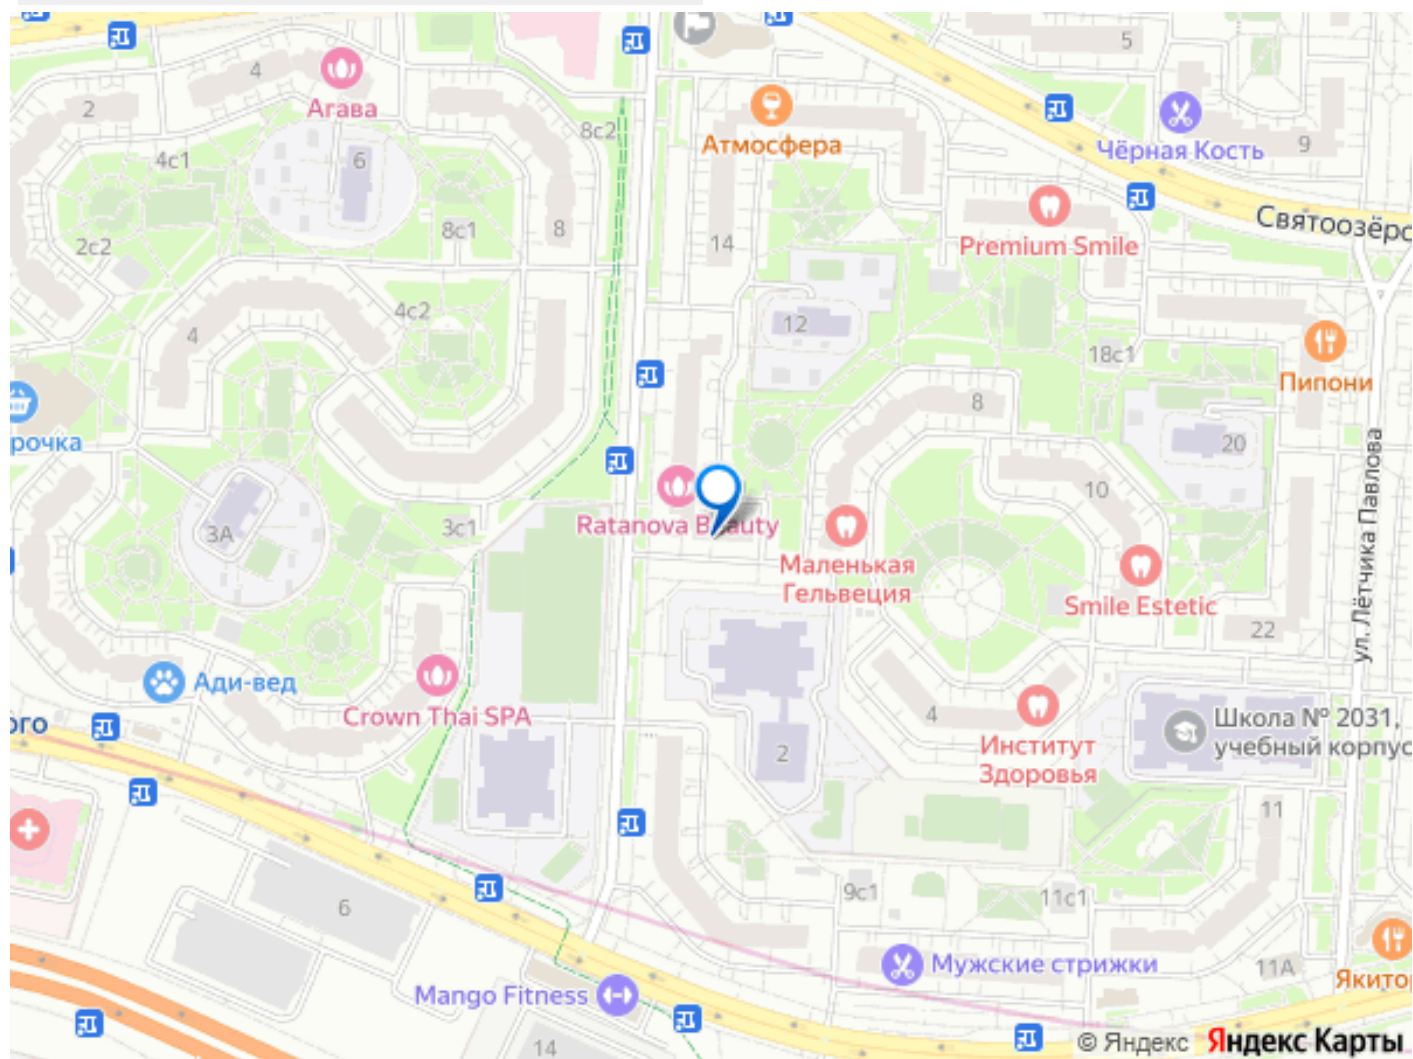 5
4
Агава
2
8с2
Атмосфера
Чёрная Кость
9
4с1
6
Святоозёрс
8с1
8
14
Premium Smile
2с2
4с2
12
4
18с1
Пипони
8
рочка
20
ул. Лётчика Павлова
10
3А
3с1
Ratanova Beauty
Маленькая
Гельвеция
Smile Estetic
22
Ади-вед
Crown Thai SPA
4
Школа № 2031,
учебный корпус
ого
Институт
Здоровья
2
11
9с1
11с1
6
Мужские стрижки
11А
Якитор
Mango Fitness
14
© Яндекс Яндекс Карты